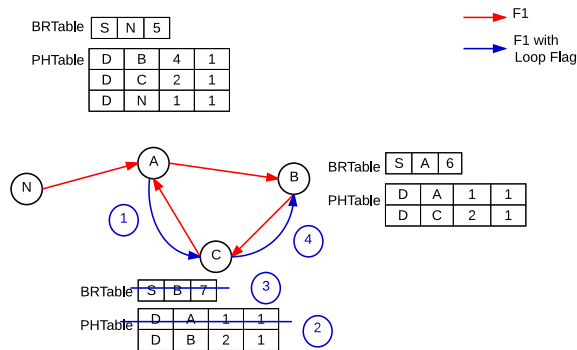 F1
BRTable S N 5
F1 with
Loop Flag
PHTable D B 4 1
D C 2 1
D N 1 1
A
BRTable S A 6
B
N
PHTable D A 1 1
D C 2 1
1
4
C
BRTable S B 7
3
PHTable D A 1 1
2
D B 2 1